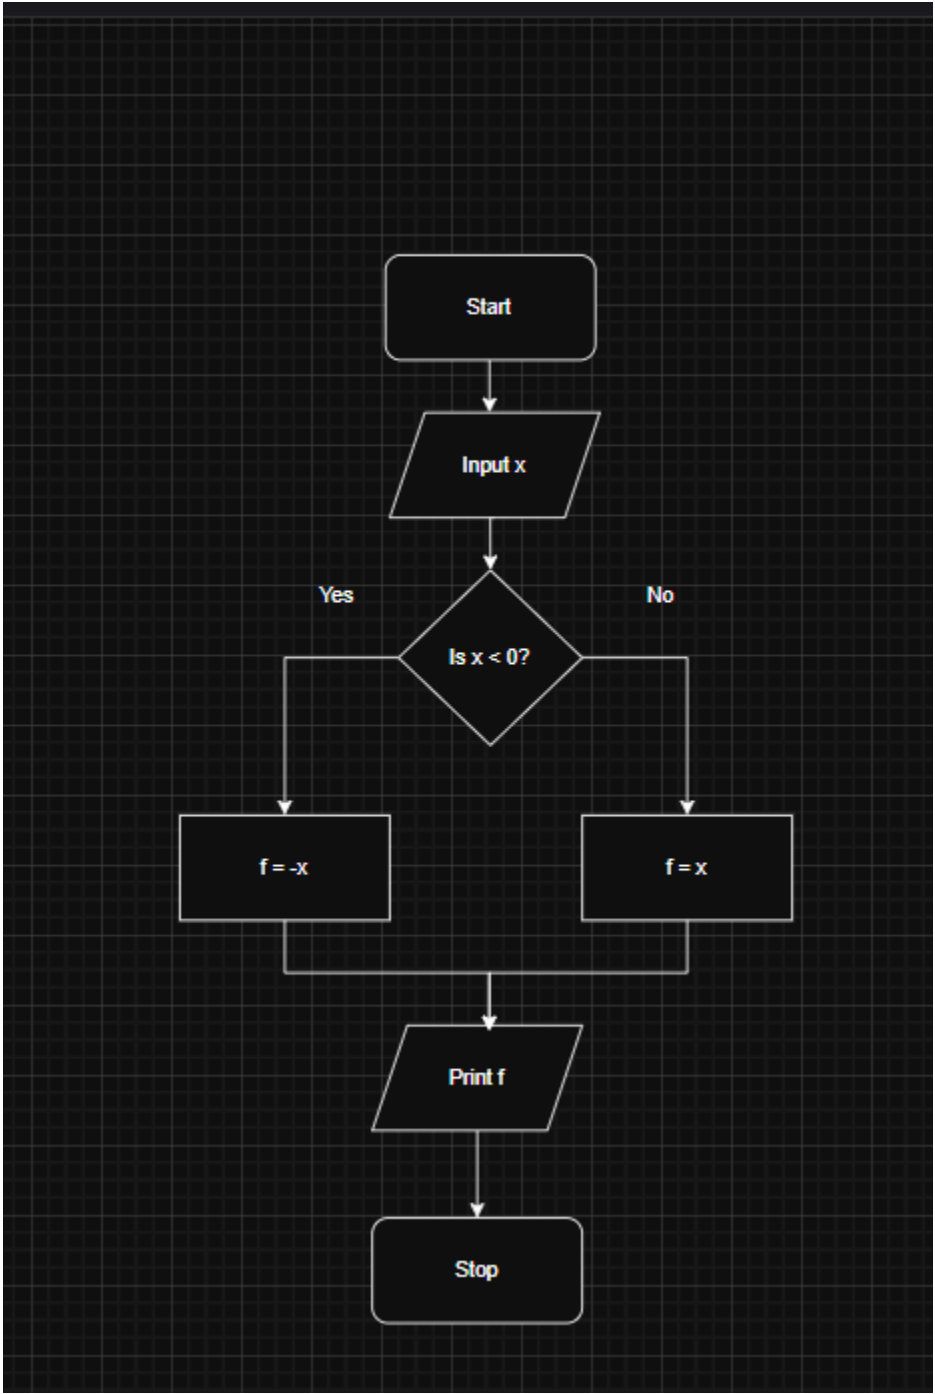 Start
Input x
Yes
No
Is x < 0?
f = -x
f = x
Print f
Stop